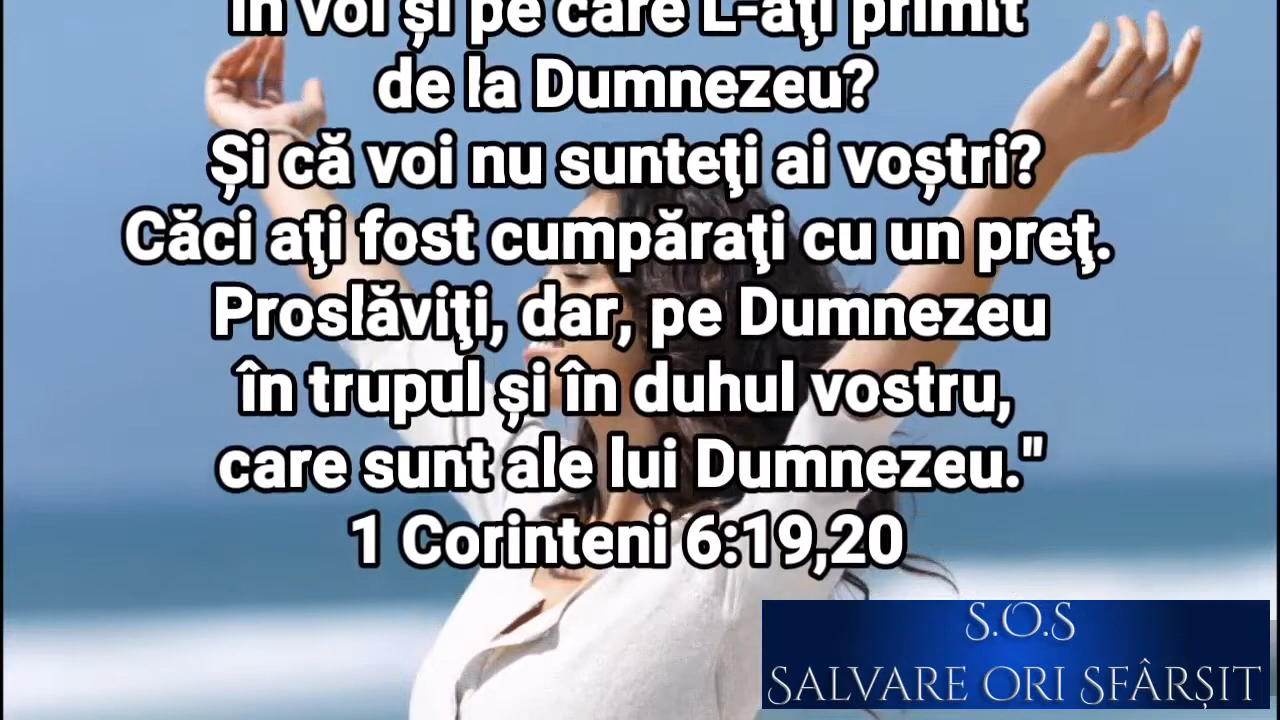 în voi și pe care L-aţi primit
de la Dumnezeu?
Și că voi nu sunteţi ai voștri?
Căci aţi fost cumpăraţi cu un preţ.
Proslăviţi, dar, pe Dumnezeu
în trupul și în duhul vostru,
care sunt ale lui Dumnezeu."
1 Corinteni 6:19,20
S.O.S
SALVARE ORI SFÂRȘIT